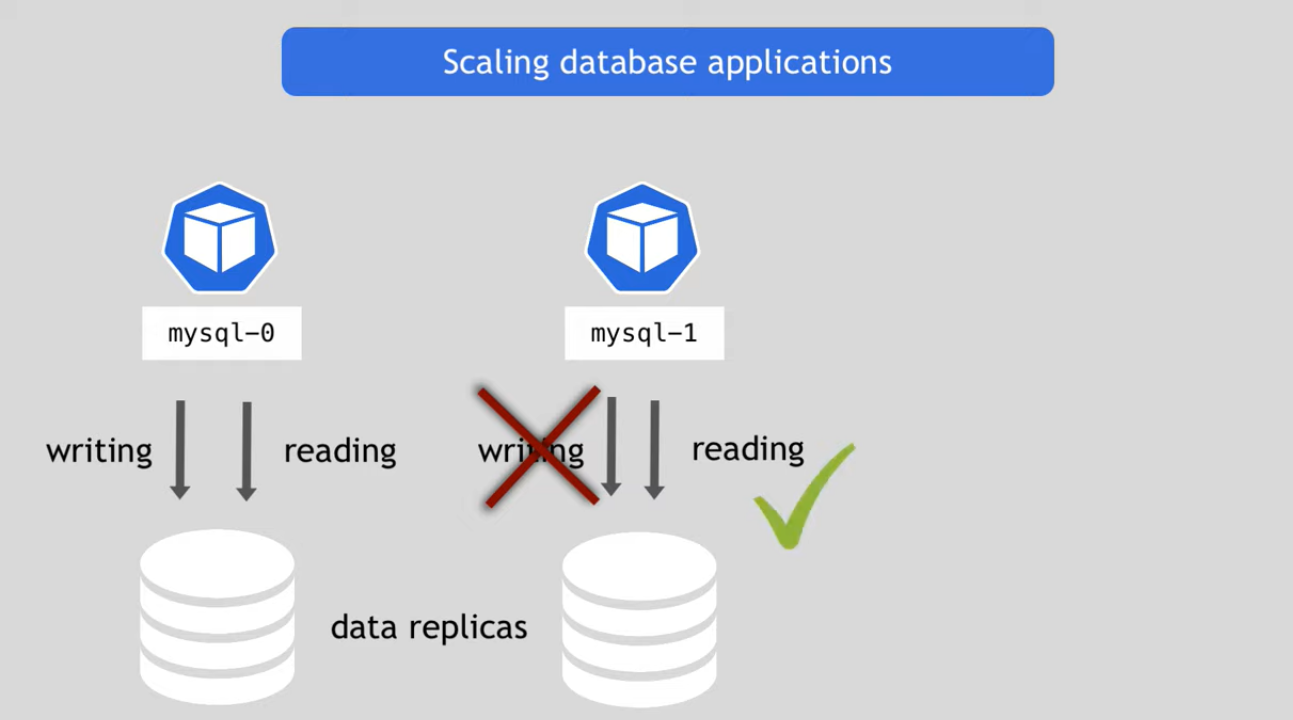 Scaling database applications
mysql-0
mysql-1
writing
reading
writing
reading
data replicas